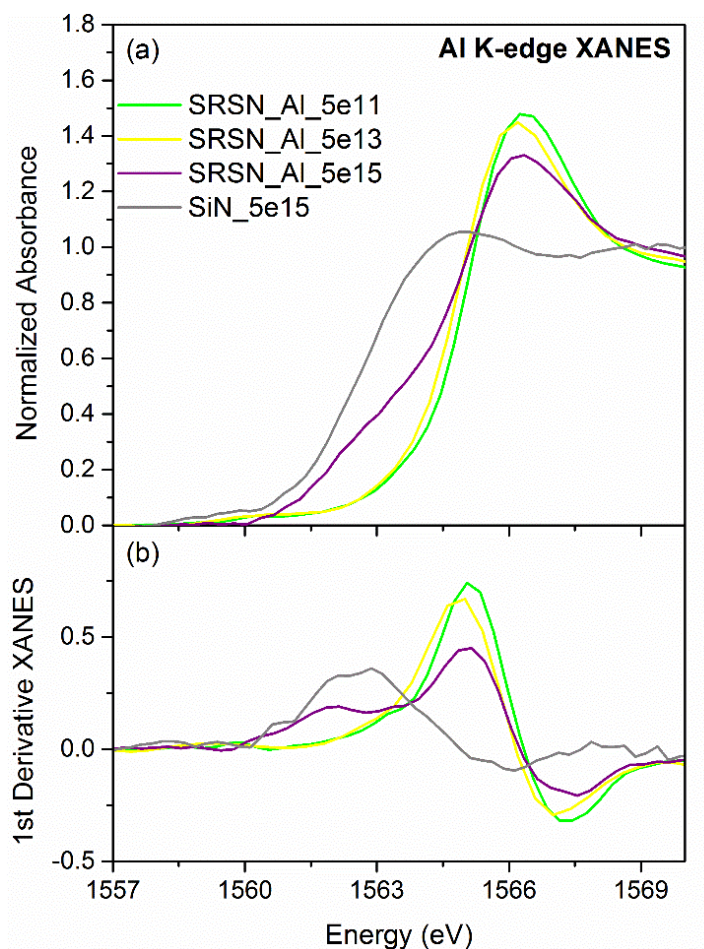 (a)
Al K-edge XANES
SRSN_Al_5e11
SRSN_Al_5e13
SRSN_Al_5e15
SiN_5e15
Normalized Absorbance
1.8
1.6
1.4
1.2
1.0
0.8
0.6
0.4
0.2
0.0
(b)
1st Derivative XANES
0.5
0.0
-0.5
1557
1560
1563
1566
1569
Energy (eV)